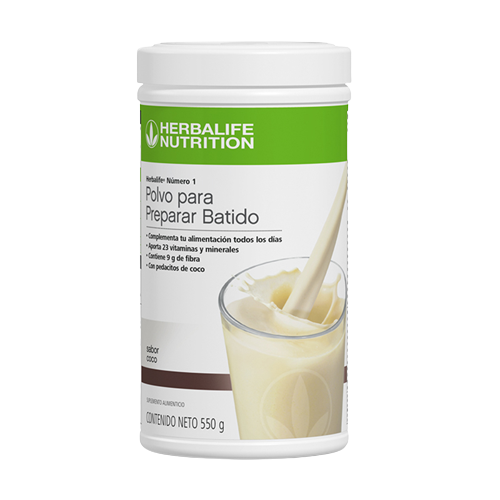 HERBALIFE
NUTRITION
Herbalife® Número 1
Polvo para
Preparar Batido
• Complementa tu alimentación todos los días
• Aporta 23 vitaminas y minerales
• Contiene 9 g de fibra
• Con pedacitos de coco
sabor
coco
SUPLEMENTO ALIMENTICIO
CONTENIDO NETO 550 g